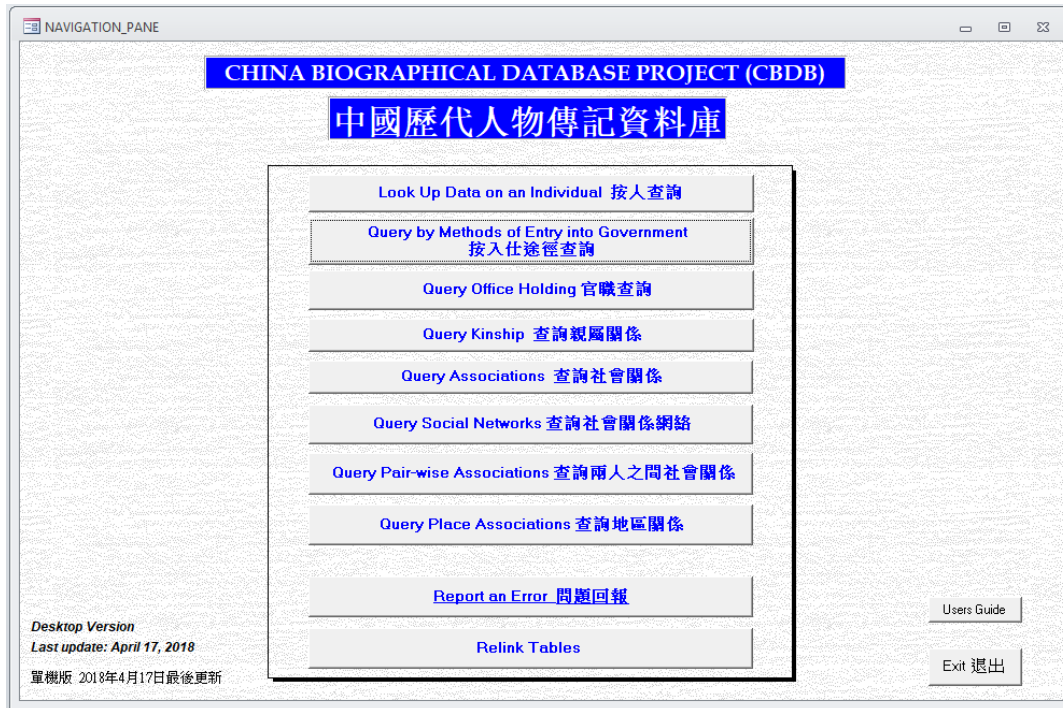 NAVIGATION_PANE
CHINA BIOGRAPHICAL DATABASE PROJECT (CBDB)
中國歷代人物傳記資料庫
Look Up Data on an Individual 按人查詢
Query by Methods of Entry into Government
按入仕途徑查詢
Query Office Holding 官職查詢
Query Kinship 查詢親屬關係
Query Associations 查詢社會關係
Query Social Networks 查詢社會關係網絡
Query Pair-wise Associations 查詢兩人之間社會關係
Query Place Associations 查詢地區關係
Report an Error 問題回報
Relink Tables
Desktop Version
Last update: April 17, 2018
單機版 2018年4月17日最後更新
Users Guide
Exit 退出